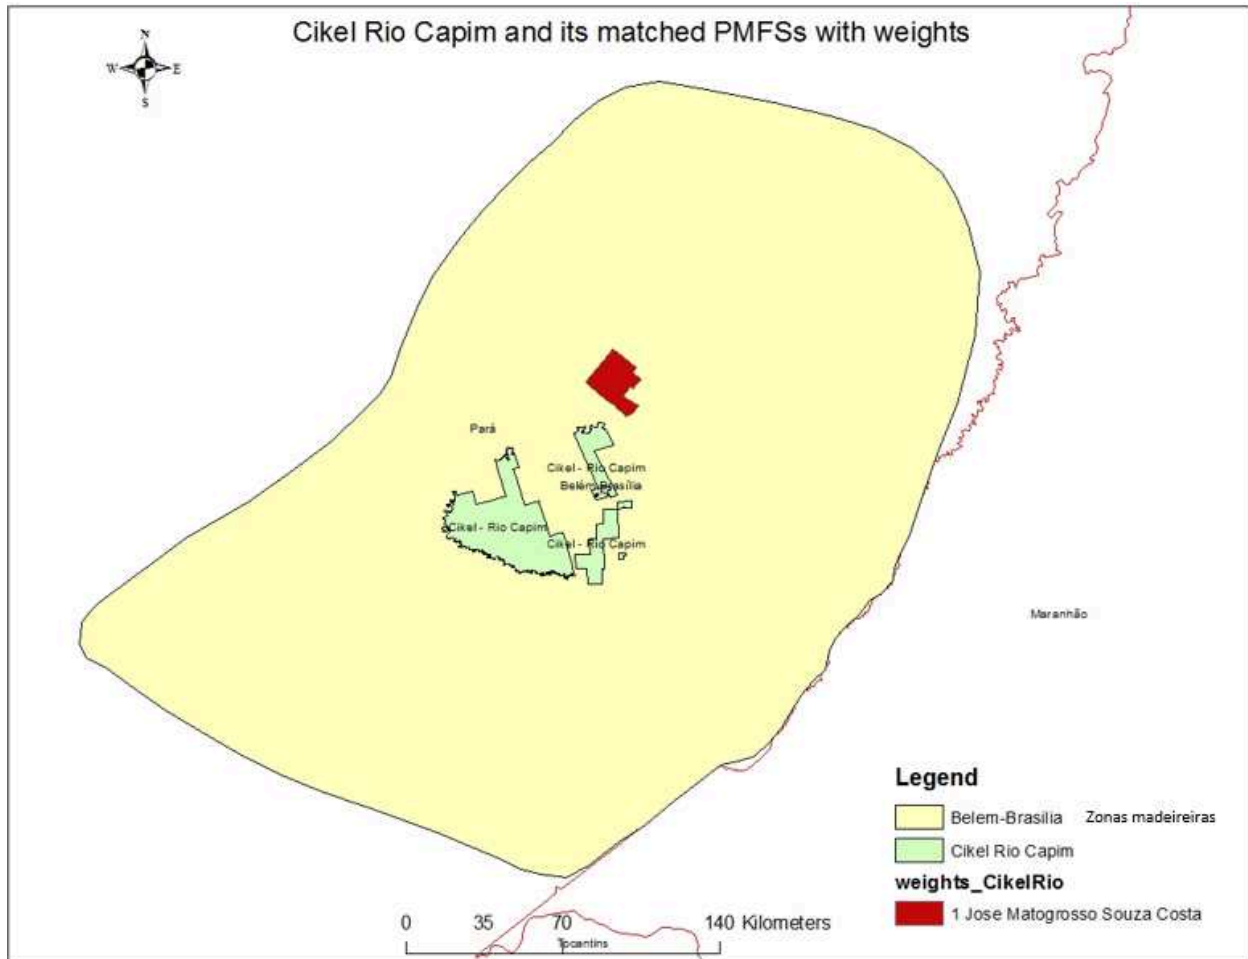 Cikel Rio Capim and its matched PMFSs with weights
N
W E
S
Pará
Cikel - Rio Capim
Belém-Brasília
Cikel - Rio Capim
Cikel - Rio Capim
Maranhão
Legend
Belem-Brasilia Zonas madeireiras
Cikel Rio Capim
weights_CikelRio
1 Jose Matogrosso Souza Costa
0 35 70 140 Kilometers
Tocantins